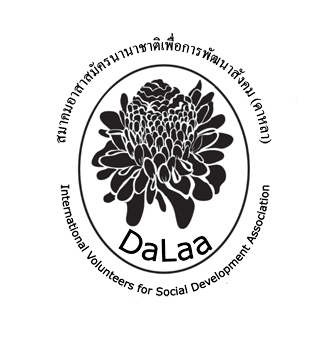 สมาคมอาสาสมัครนานาชาติเพื่อการพัฒนาสังคม (ดาหลา)
DaLaa
International Volunteers for Social Development Association